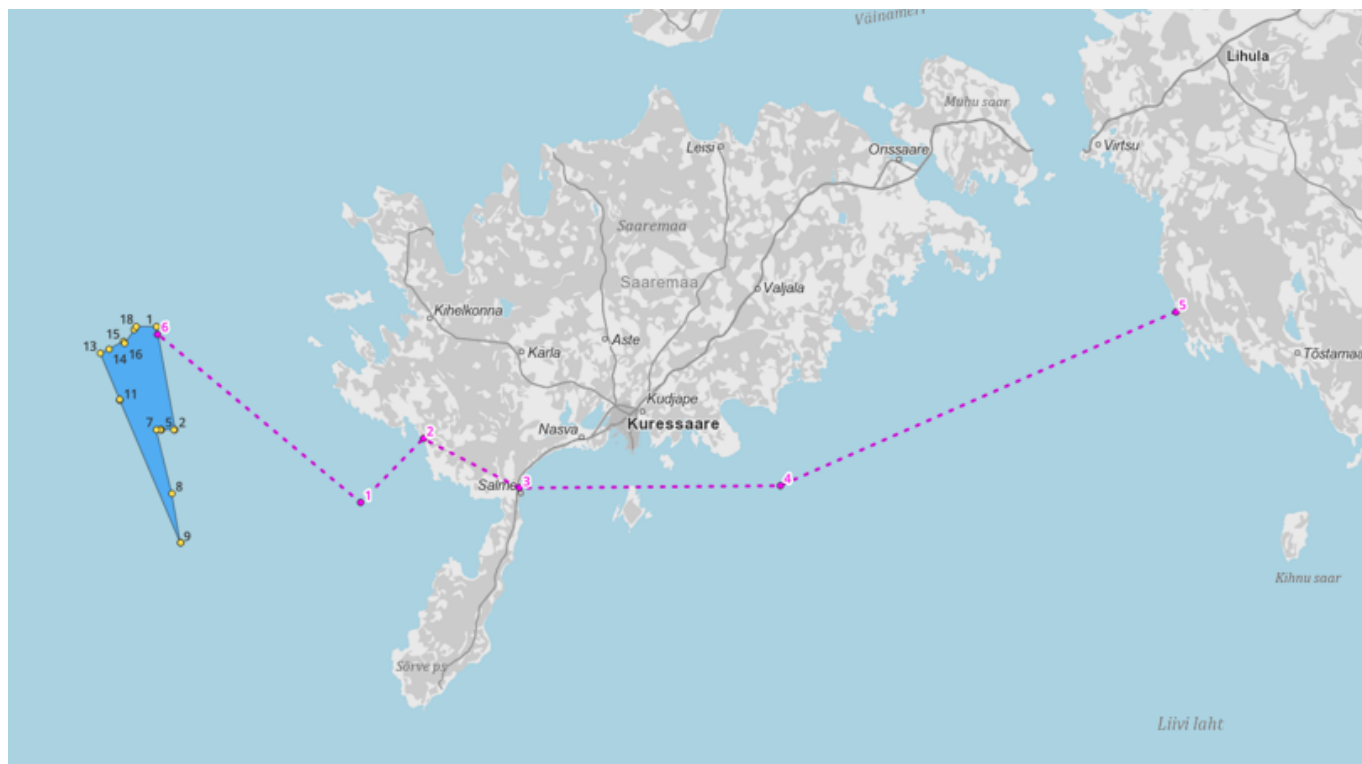 Väinameri
Lihula
Muhu saar
Virtsu
Leisi
Orissaare
Saaremaa
Saaremaa
Valjala
Kihelkonna
5
18
1
6
15
13
14
16
Aste
Kärla
Tõstamaa
11
Kudjape
Kuressaare
Nasva
7
5
2
2
8
Salme
3
4
1
9
Kihnu saar
Sõrve ps
Liivi laht